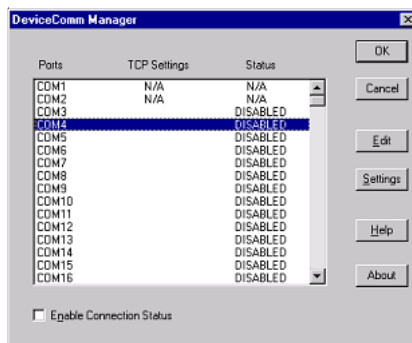 DeviceComm Manager
Ports TCP Settings Status
COM1 N/A N/A
COM2 N/A N/A
COM3 DISABLED
COM4 DISABLED
COM5 DISABLED
COM6 DISABLED
COM7 DISABLED
COM8 DISABLED
COM9 DISABLED
COM10 DISABLED
COM11 DISABLED
COM12 DISABLED
COM13 DISABLED
COM14 DISABLED
COM15 DISABLED
COM16 DISABLED
Enable Connection Status
OK
Cancel
Edit
Settings
Help
About